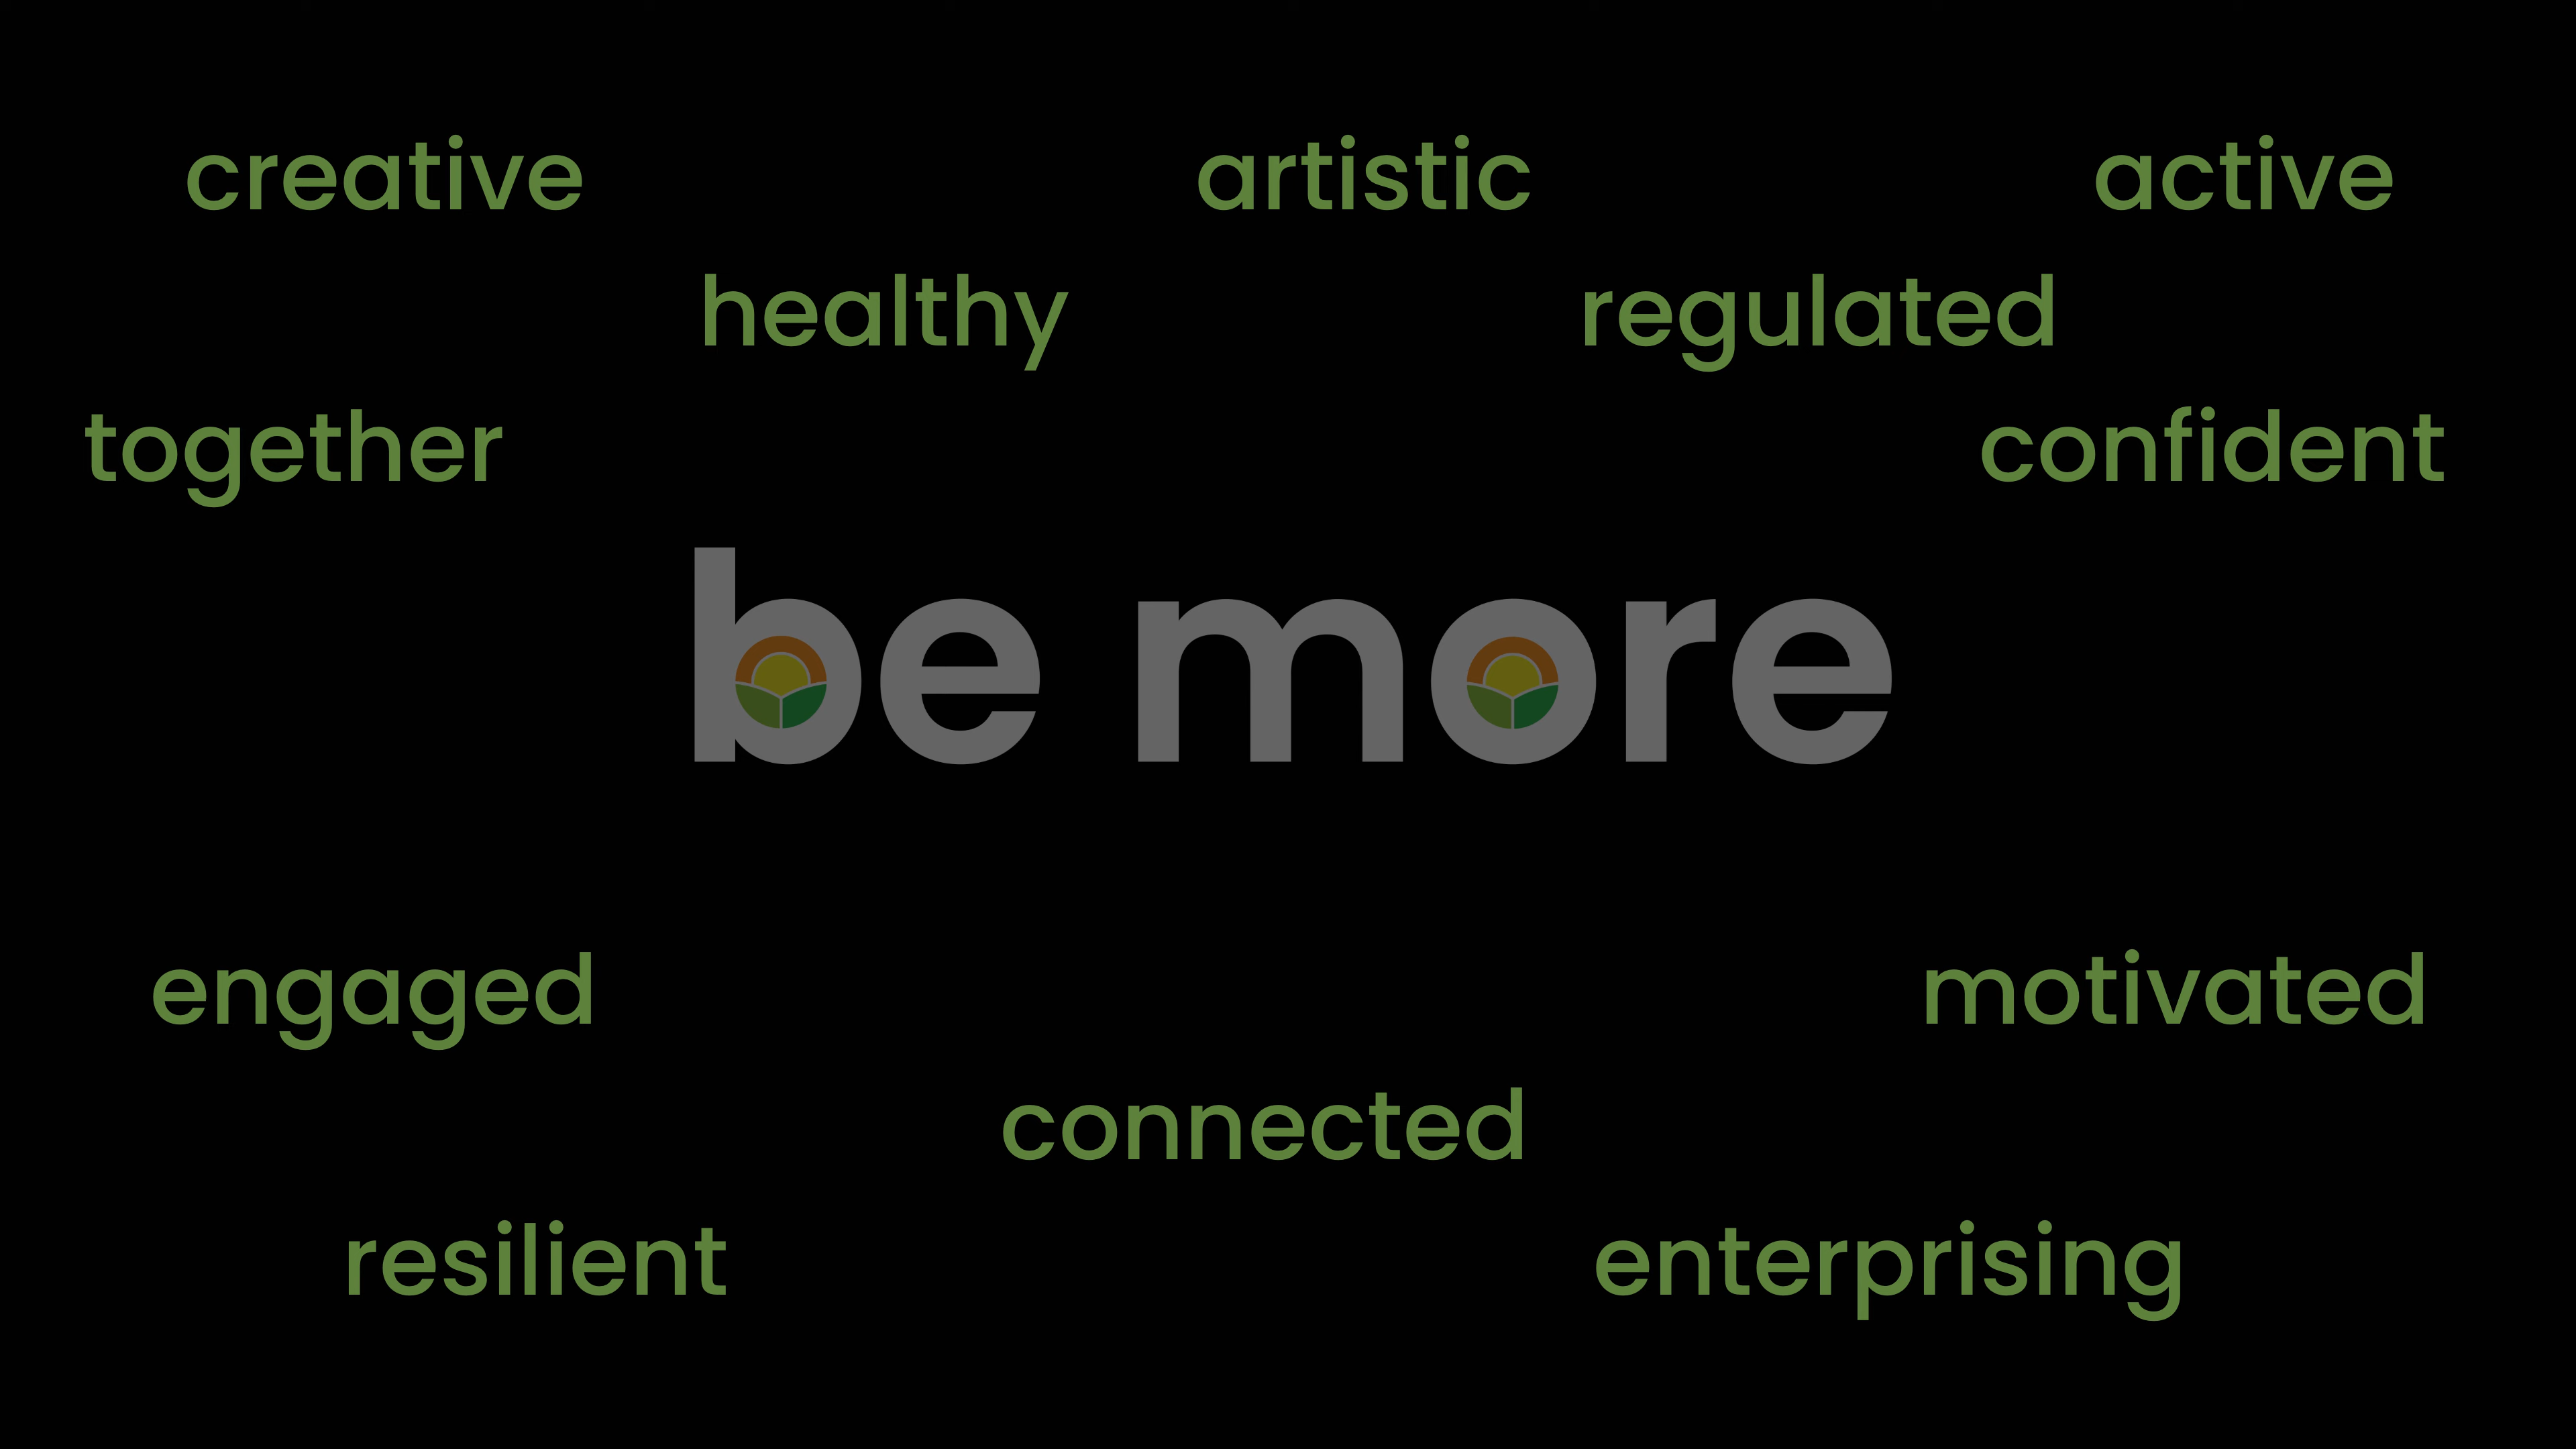 creative artistic active
healthy regulated
together confident
be more
engaged motivated
connected
resilient enterprising